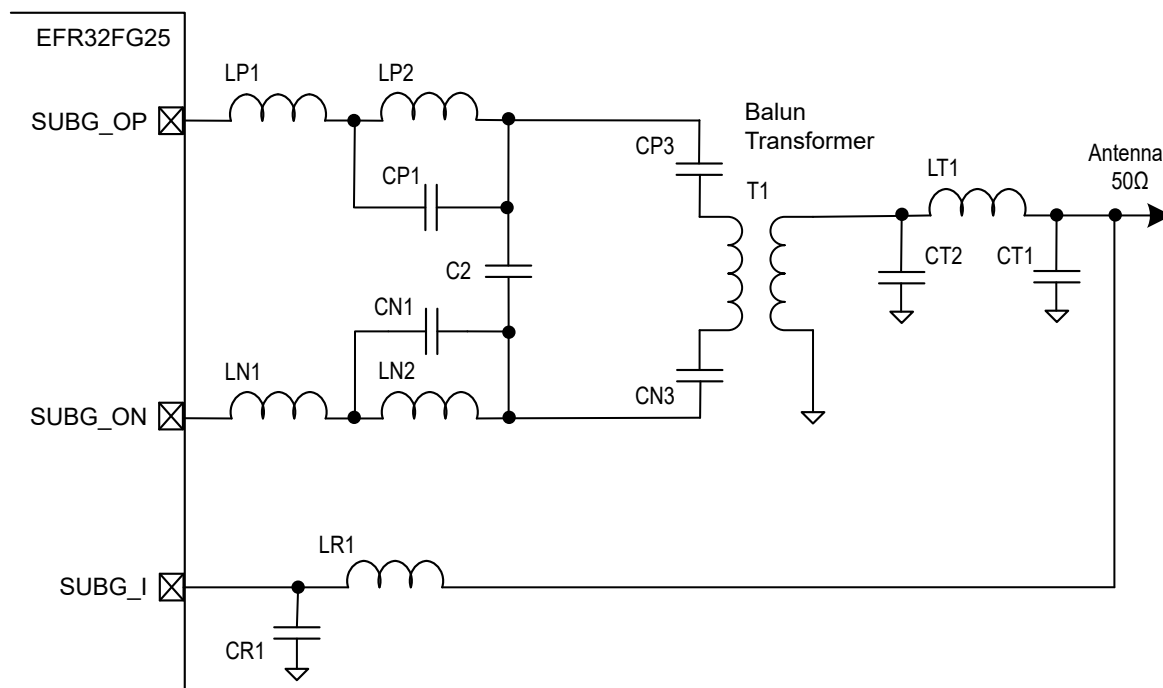 EFR32FG25
LP1
LP2
SUBG_OP
Balun
Transformer
CP3
CP1
T1
LT1
Antenna
50Ω
C2
CT2
CT1
CN1
LN1
LN2
CN3
SUBG_ON
LR1
SUBG_I
CR1